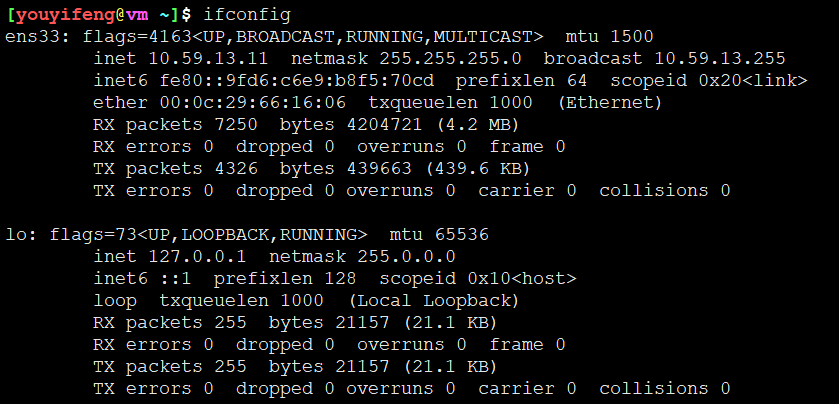 [youyifeng@vm ~]$ ifconfig
ens33: flags=4163<UP,BROADCAST,RUNNING,MULTICAST>  mtu 1500
        inet 10.59.13.11  netmask 255.255.255.0  broadcast 10.59.13.255
        inet6 fe80::9fd6:c6e9:b8f5:70cd  prefixlen 64  scopeid 0x20<link>
        ether 00:0c:29:66:16:06  txqueuelen 1000  (Ethernet)
        RX packets 7250  bytes 4204721 (4.2 MB)
        RX errors 0  dropped 0  overruns 0  frame 0
        TX packets 4326  bytes 439663 (439.6 KB)
        TX errors 0  dropped 0 overruns 0  carrier 0  collisions 0

lo: flags=73<UP,LOOPBACK,RUNNING>  mtu 65536
        inet 127.0.0.1  netmask 255.0.0.0
        inet6 ::1  prefixlen 128  scopeid 0x10<host>
        loop  txqueuelen 1000  (Local Loopback)
        RX packets 255  bytes 21157 (21.1 KB)
        RX errors 0  dropped 0  overruns 0  frame 0
        TX packets 255  bytes 21157 (21.1 KB)
        TX errors 0  dropped 0 overruns 0  carrier 0  collisions 0